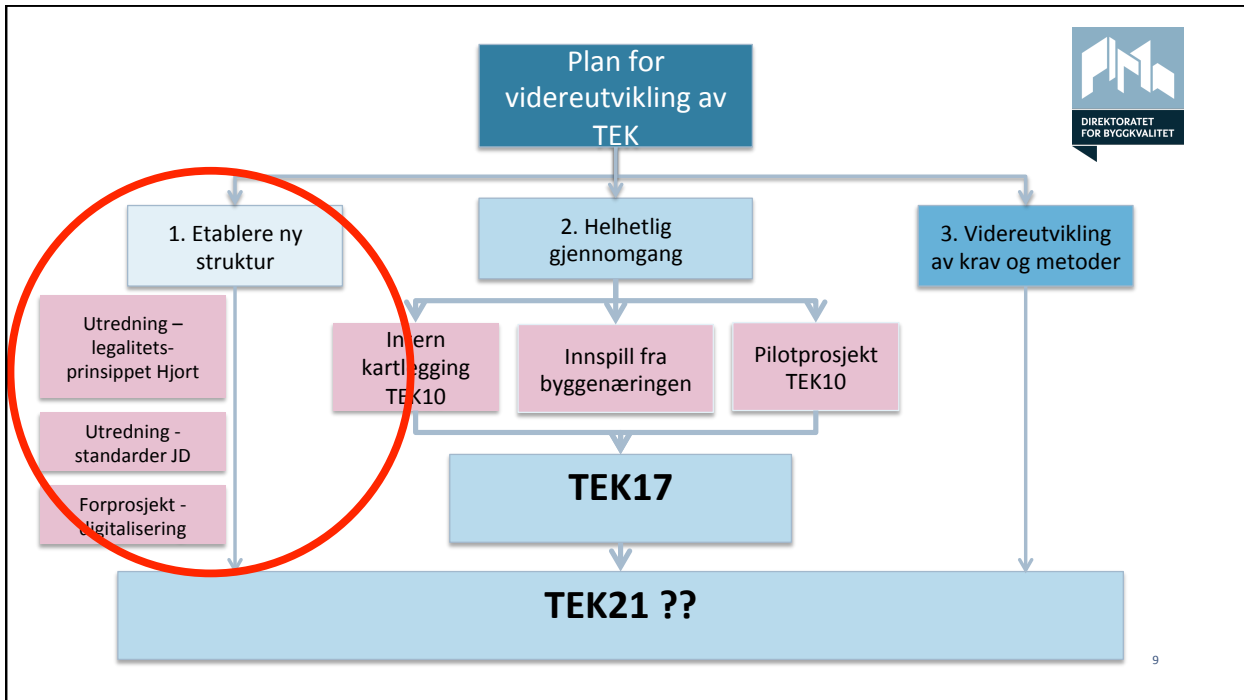 Plan for
videreutvikling av
TEK
DIREKTORATET
FOR BYGGKVALITET
1. Etablere ny
struktur
2. Helhetlig
gjennomgang
3. Videreutvikling
av krav og metoder
Utredning –
legalitets-
prinsippet Hjort
Utredning -
standarder JD
Forprosjekt -
digitalisering
Intern
kartlegging
TEK10
Innspill fra
byggenæringen
Pilotprosjekt
TEK10
TEK17
TEK21 ??
9